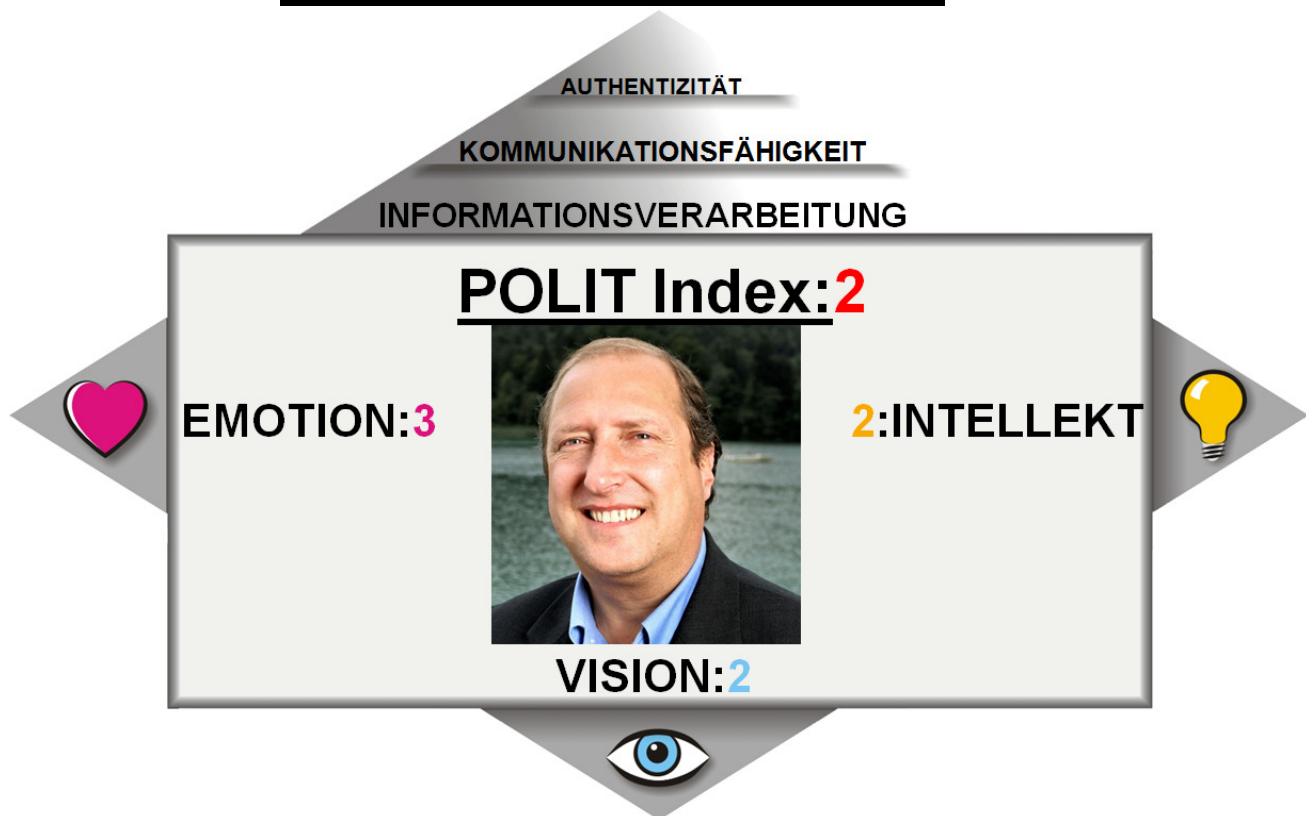 AUTHENTIZITÄT
KOMMUNIKATIONSFÄHIGKEIT
INFORMATIONSVERARBEITUNG
POLIT Index:2
EMOTION:3
2:INTELLEKT
VISION:2